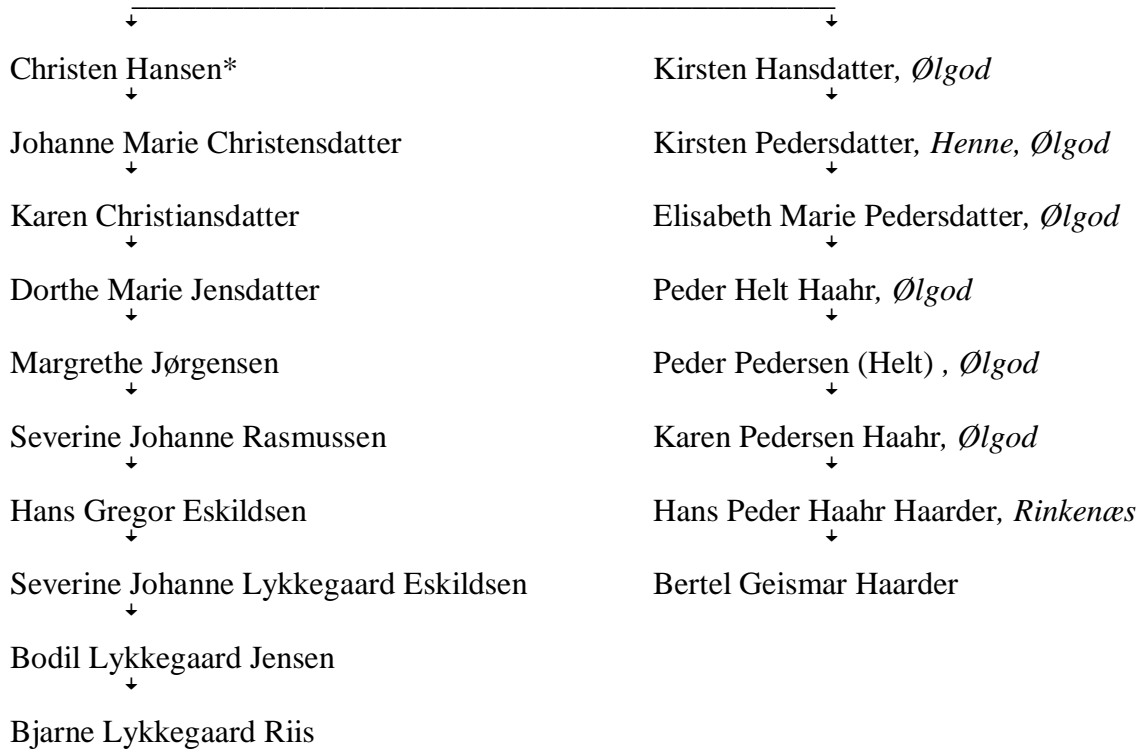 Christen Hansen* Kirsten Hansdatter, Ølgod
Johanne Marie Christensdatter Kirsten Pedersdatter, Henne, Ølgod
Karen Christiansdatter Elisabeth Marie Pedersdatter, Ølgod
Dorthe Marie Jensdatter Peder Helt Haahr, Ølgod
Margrethe Jørgensen Peder Pedersen (Helt) , Ølgod
Severine Johanne Rasmussen Karen Pedersen Haahr, Ølgod
Hans Gregor Eskildsen Hans Peder Haahr Haarder, Rinkenæs
Severine Johanne Lykkegaard Eskildsen Bertel Geismar Haarder
Bodil Lykkegaard Jensen
Bjarne Lykkegaard Riis